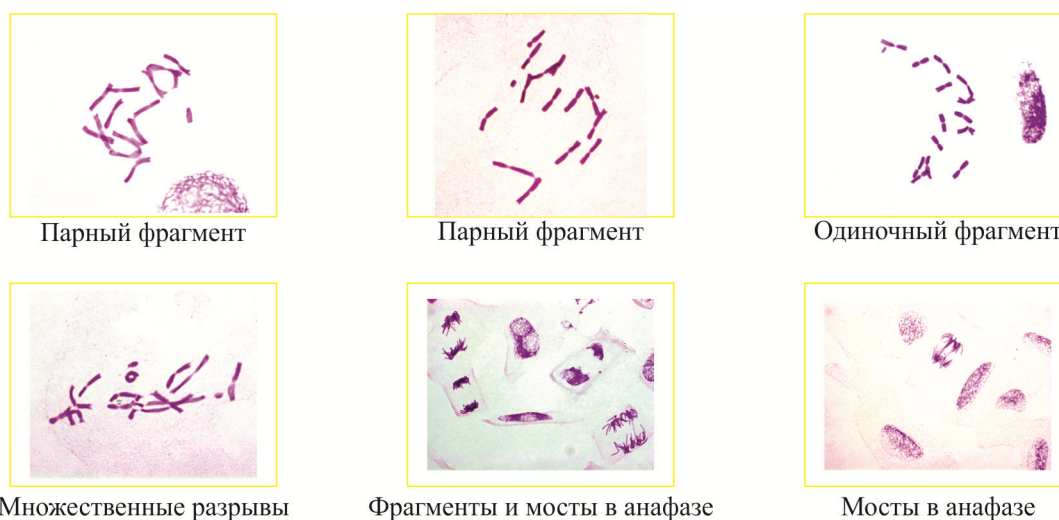 Парный фрагмент
Парный фрагмент
Одиночный фрагмент
Множественные разрывы
Фрагменты и мосты в анафазе
Мосты в анафазе